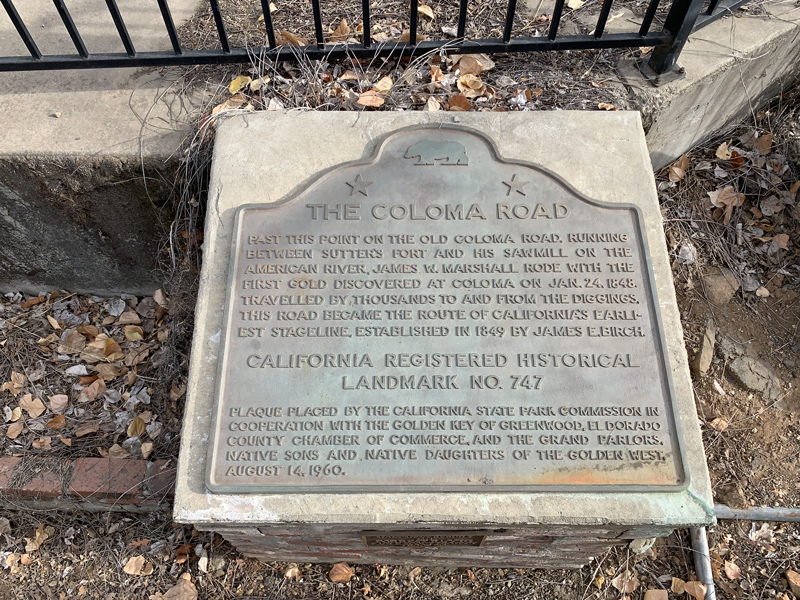 THE COLOMA ROAD
PAST THIS POINT ON THE OLD COLOMA ROAD, RUNNING
BETWEEN SUTTER'S FORT AND HIS SAWMILL ON THE
AMERICAN RIVER, JAMES W. MARSHALL RODE WITH THE
FIRST GOLD DISCOVERED AT COLOMA ON JAN. 24, 1848.
TRAVELLED BY THOUSANDS TO AND FROM THE DIGGINGS,
THIS ROAD BECAME THE ROUTE OF CALIFORNIA'S EARLI-
EST STAGELINE, ESTABLISHED IN 1849 BY JAMES E. BIRCH.
CALIFORNIA REGISTERED HISTORICAL
LANDMARK NO. 747
PLAQUE PLACED BY THE CALIFORNIA STATE PARK COMMISSION IN
COOPERATION WITH THE GOLDEN KEY OF GREENWOOD, EL DORADO
COUNTY CHAMBER OF COMMERCE, AND THE GRAND PARLORS,
NATIVE SONS AND NATIVE DAUGHTERS OF THE GOLDEN WEST,
AUGUST 14, 1960.